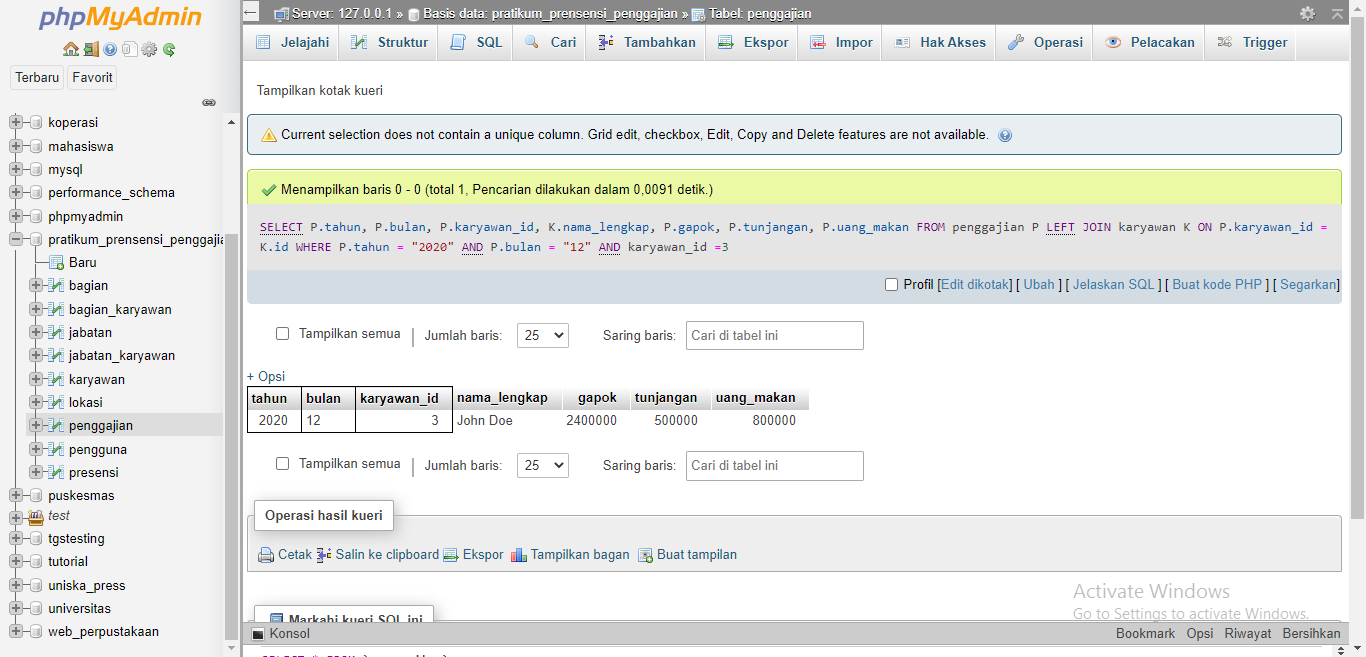 phpMyAdmin
Terbaru Favorit
koperasi
mahasiswa
mysql
performance_schema
phpmyadmin
pratikum_prensensi_penggajia
Baru
bagian
bagian_karyawan
jabatan
jabatan_karyawan
karyawan
lokasi
penggajian
pengguna
presensi
puskesmas
test
tgstesting
tutorial
uniska_press
universitas
web_perpustakaan
Server: 127.0.0.1 » Basis data: pratikum_prensensi_penggajian » Tabel: penggajian
Jelajahi Struktur SQL Cari Tambahkan Ekspor Impor Hak Akses Operasi Pelacakan Trigger
Tampilkan kotak kueri
Current selection does not contain a unique column. Grid edit, checkbox, Edit, Copy and Delete features are not available.
Menampilkan baris 0 - 0 (total 1, Pencarian dilakukan dalam 0,0091 detik.)
SELECT P.tahun, P.bulan, P.karyawan_id, K.nama_lengkap, P.gapok, P.tunjangan, P.uang_makan FROM penggajian P LEFT JOIN karyawan K ON P.karyawan_id =
K.id WHERE P.tahun = "2020" AND P.bulan = "12" AND karyawan_id =3
Profil [Edit dikotak] [ Ubah ] [ Jelaskan SQL ] [ Buat kode PHP ] [ Segarkan]
Tampilkan semua | Jumlah baris: 25 Saring baris: Cari di tabel ini
+ Opsi
tahun bulan karyawan_id nama_lengkap gapok tunjangan uang_makan
2020 12 3 John Doe 2400000 500000 800000
Tampilkan semua | Jumlah baris: 25 Saring baris: Cari di tabel ini
Operasi hasil kueri
Cetak Salin ke clipboard Ekspor Tampilkan bagan Buat tampilan
Activate Windows
Go to Settings to activate Windows.
Markahi kueri SQL ini
Konsol Bookmark Opsi Riwayat Bersihkan